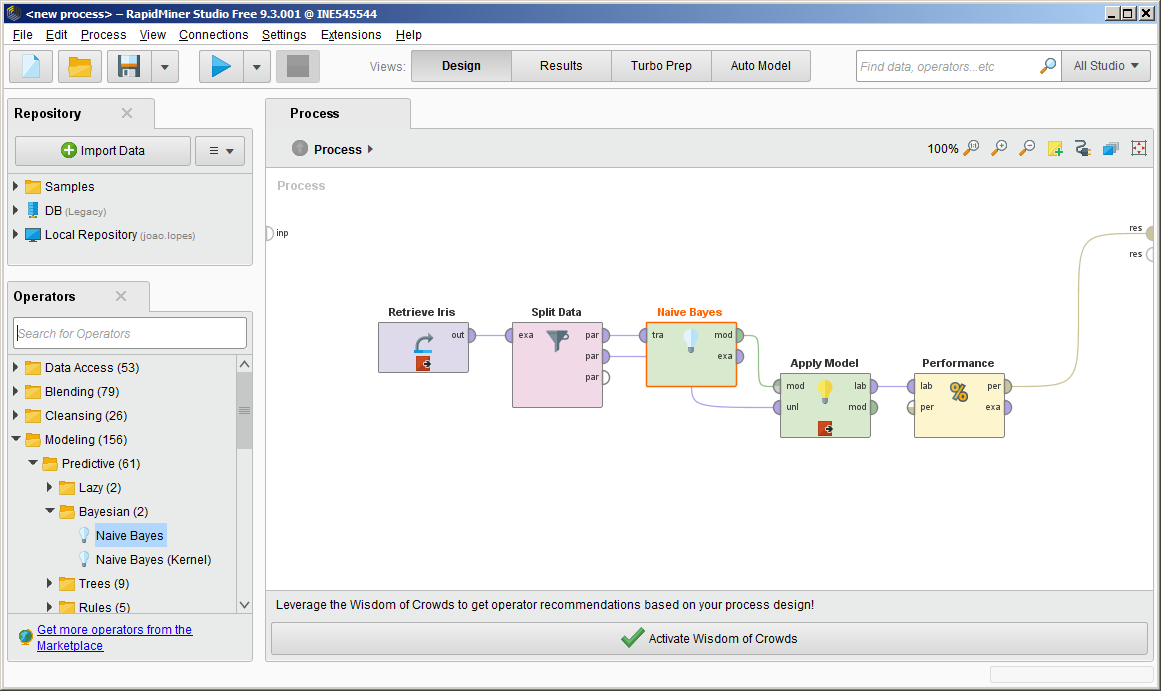 <new process> – RapidMiner Studio Free 9.3.001 @ INE545544
File Edit Process View Connections Settings Extensions Help
Views: Design Results Turbo Prep Auto Model Find data, operators...etc All Studio
Repository
Import Data
Samples
DB (Legacy)
Local Repository (joao.lopes)
Operators
Search for Operators
Data Access (53)
Blending (79)
Cleansing (26)
Modeling (156)
Predictive (61)
Lazy (2)
Bayesian (2)
Naive Bayes
Naive Bayes (Kernel)
Trees (9)
Rules (5)
Get more operators from the
Marketplace
Process
Process 100%
Process
inp
res
res
Retrieve Iris
out
Split Data
exa par
par
par
Naive Bayes
tra mod
exa
Apply Model
mod lab
unl mod
Performance
%
lab per
per exa
Leverage the Wisdom of Crowds to get operator recommendations based on your process design!
Activate Wisdom of Crowds